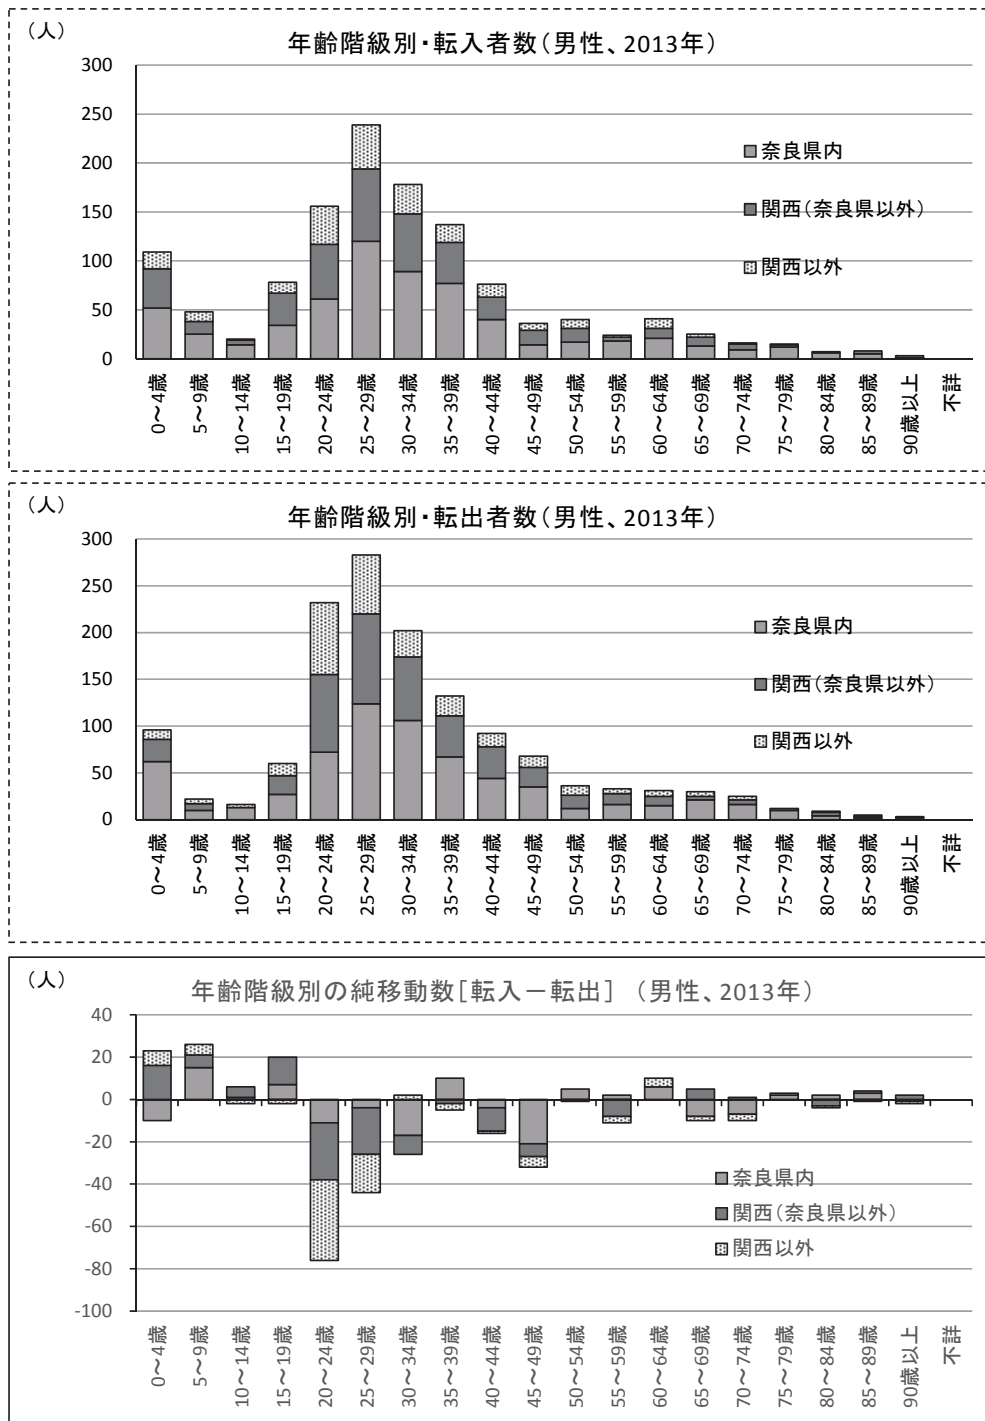 （人）
年齢階級別・転入者数（男性、2013年）
300
250
200
150
100
50
0
奈良県内
関西（奈良県以外）
関西以外
0～4歳
5～9歳
10～14歳
15～19歳
20～24歳
25～29歳
30～34歳
35～39歳
40～44歳
45～49歳
50～54歳
55～59歳
60～64歳
65～69歳
70～74歳
75～79歳
80～84歳
85～89歳
90歳以上
不詳
（人）
年齢階級別・転出者数（男性、2013年）
300
250
200
150
100
50
0
奈良県内
関西（奈良県以外）
関西以外
0～4歳
5～9歳
10～14歳
15～19歳
20～24歳
25～29歳
30～34歳
35～39歳
40～44歳
45～49歳
50～54歳
55～59歳
60～64歳
65～69歳
70～74歳
75～79歳
80～84歳
85～89歳
90歳以上
不詳
（人）
年齢階級別の純移動数［転入－転出］（男性、2013年）
40
20
0
-20
-40
-60
-80
-100
奈良県内
関西（奈良県以外）
関西以外
0～4歳
5～9歳
10～14歳
15～19歳
20～24歳
25～29歳
30～34歳
35～39歳
40～44歳
45～49歳
50～54歳
55～59歳
60～64歳
65～69歳
70～74歳
75～79歳
80～84歳
85～89歳
90歳以上
不詳